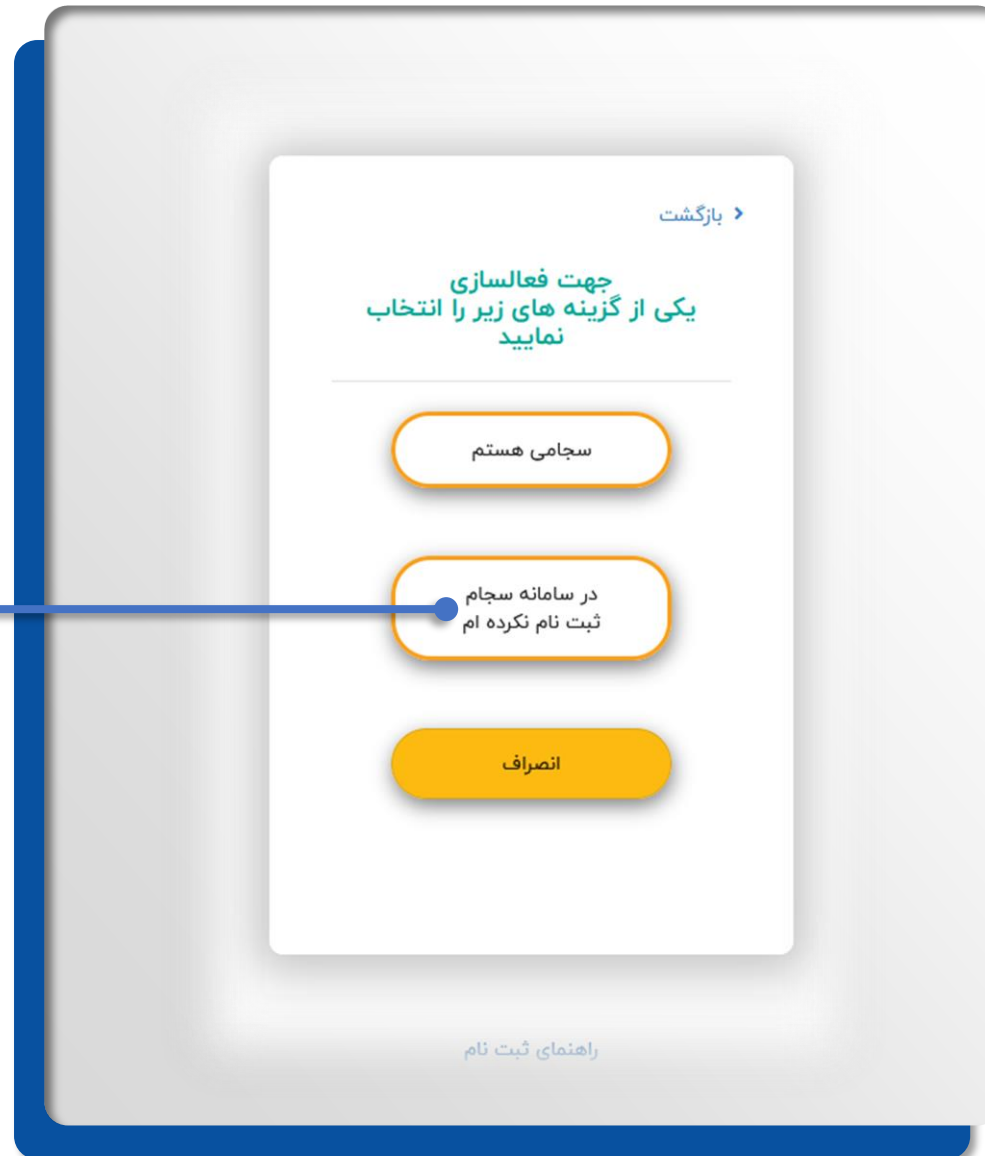 بازگشت
جهت فعالسازی
یکی از گزینه های زیر را انتخاب
نمایید
سجامی هستم
در سامانه سجام
ثبت نام نکرده ام
انصراف
راهنمای ثبت نام